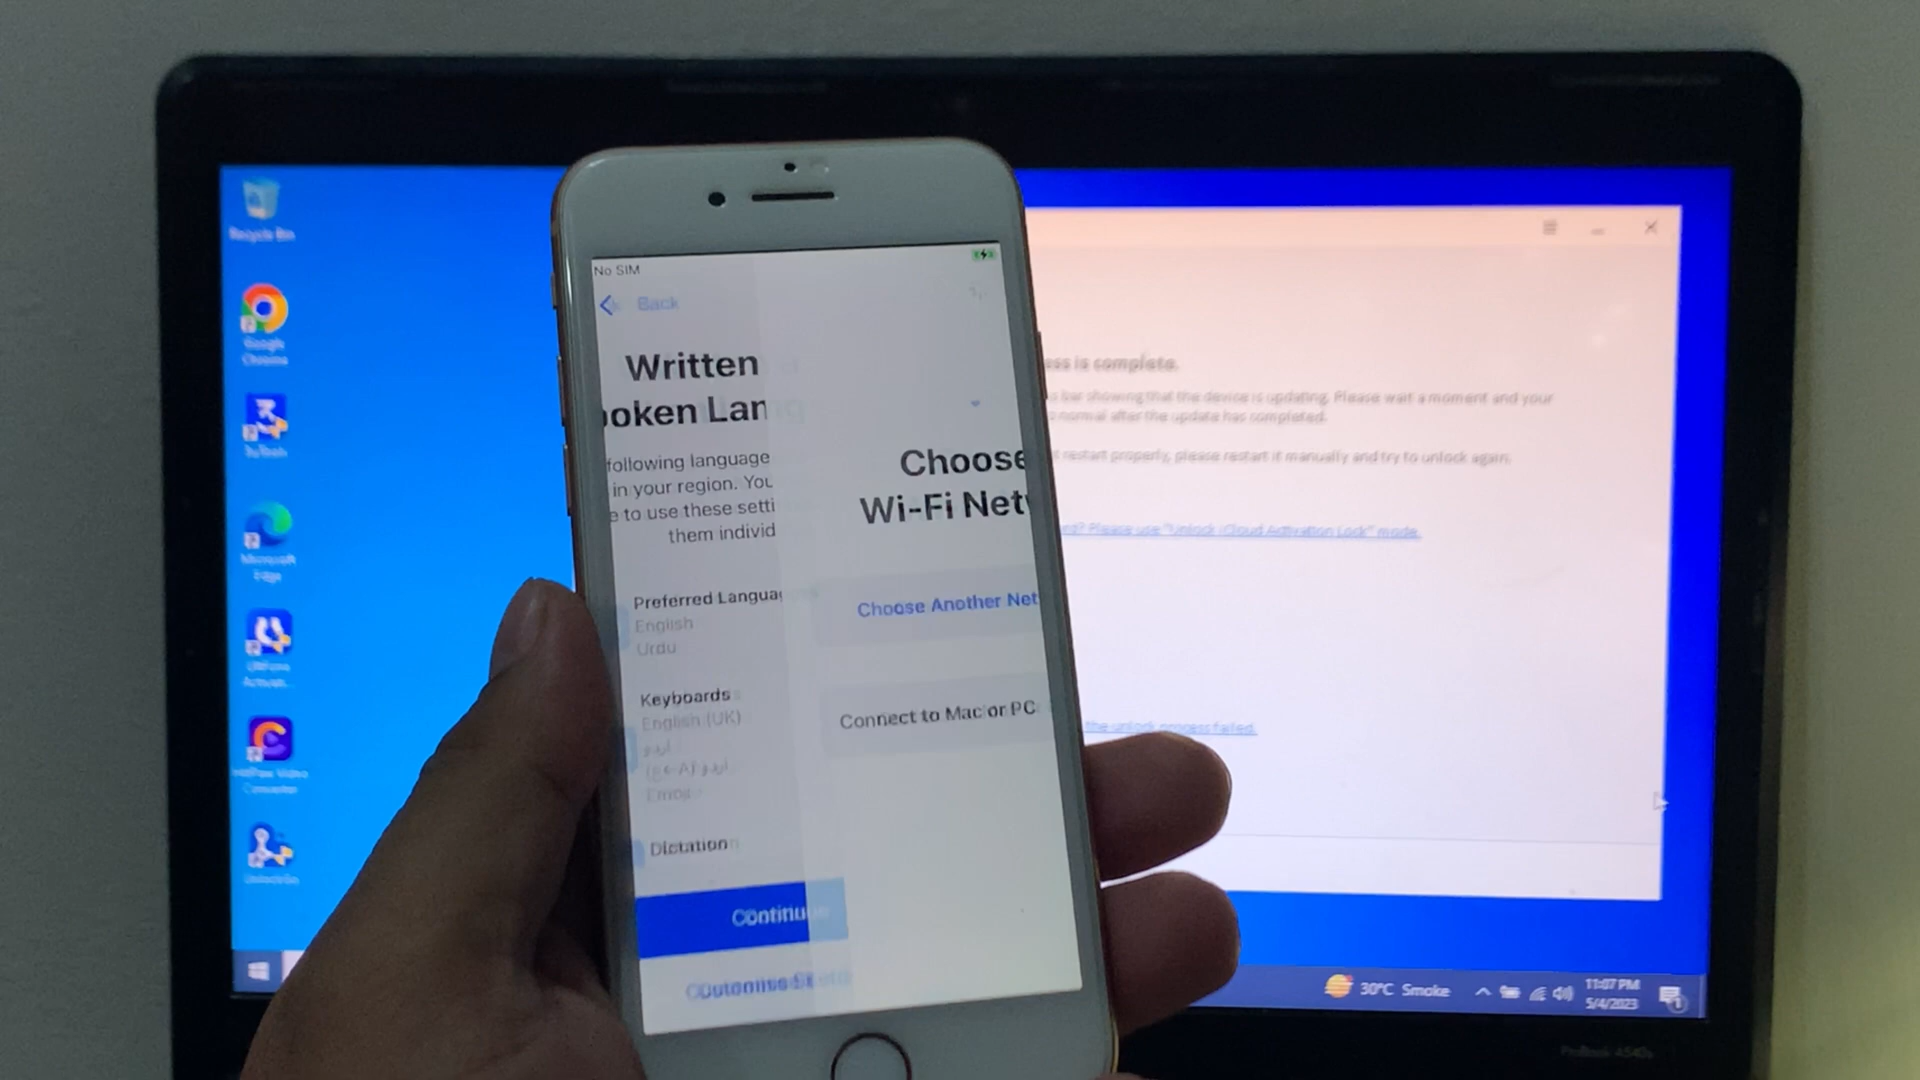 Recycle Bin
Google
Chrome
Microsoft
Edge
No SIM
Back
Written
oken Lan
following language
in your region. You
e to use these setti
them individ
Preferred Languag
English
Urdu
Keyboards
English (UK)
اردو
Dictation
Continue
Choose
Wi-Fi Net
Choose Another Net
Connect to Mac or PC
ess is complete.
s bar showing that the device is updating. Please wait a moment and your
normal after the update has completed.
restart properly, please restart it manually and try to unlock again.
Please use "Unlock iCloud Activation Lock" mode.
the unlock process failed.
30°C Smoke
11:07 PM
5/4/2023
1
ProBook 4540s